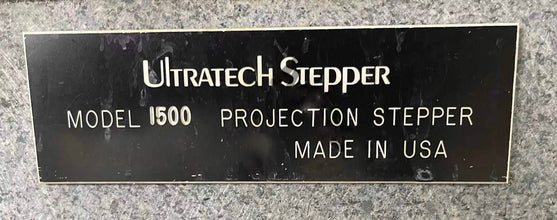 Ultratech Stepper
MODEL 1500 PROJECTION STEPPER
MADE IN USA